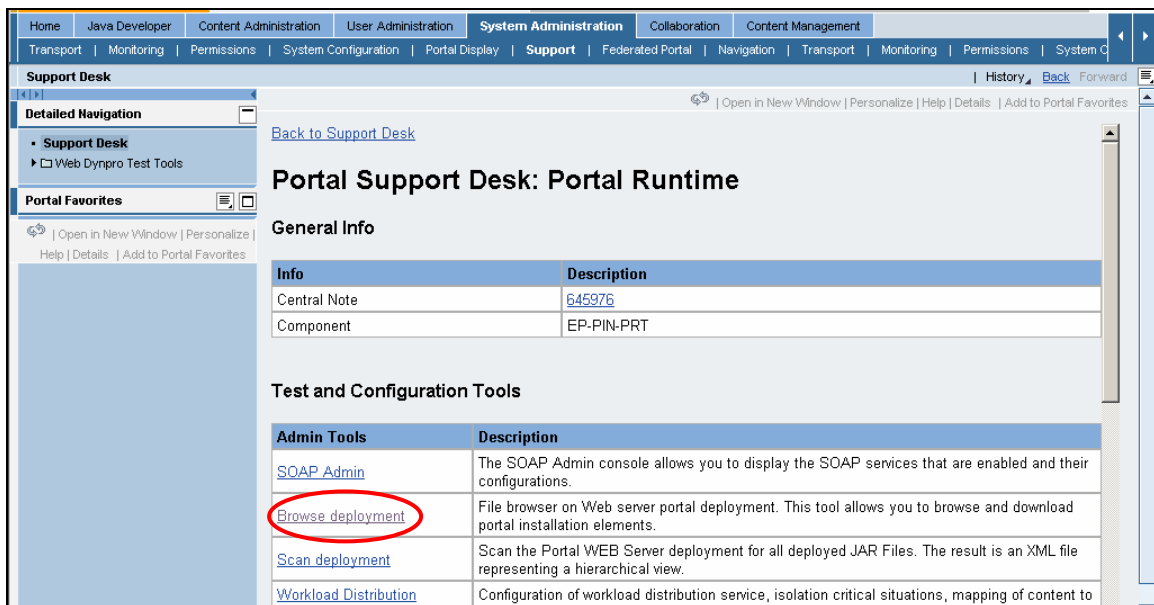 Home Java Developer Content Administration User Administration System Administration Collaboration Content Management
Transport | Monitoring | Permissions | System Configuration | Portal Display | Support | Federated Portal | Navigation | Transport | Monitoring | Permissions | System C
Support Desk
| History Back Forward
Detailed Navigation
Support Desk
Web Dynpro Test Tools
Portal Favorites
| Open in New Window | Personalize |
Help | Details | Add to Portal Favorites
| Open in New Window | Personalize | Help | Details | Add to Portal Favorites
Back to Support Desk
Portal Support Desk: Portal Runtime
General Info
Info Description
Central Note 645976
Component EP-PIN-PRT
Test and Configuration Tools
Admin Tools Description
SOAP Admin
The SOAP Admin console allows you to display the SOAP services that are enabled and their
configurations.
Browse deployment
File browser on Web server portal deployment. This tool allows you to browse and download
portal installation elements.
Scan deployment
Scan the Portal WEB Server deployment for all deployed JAR Files. The result is an XML file
representing a hierarchical view.
Workload Distribution
Configuration of workload distribution service, isolation critical situations, mapping of content to